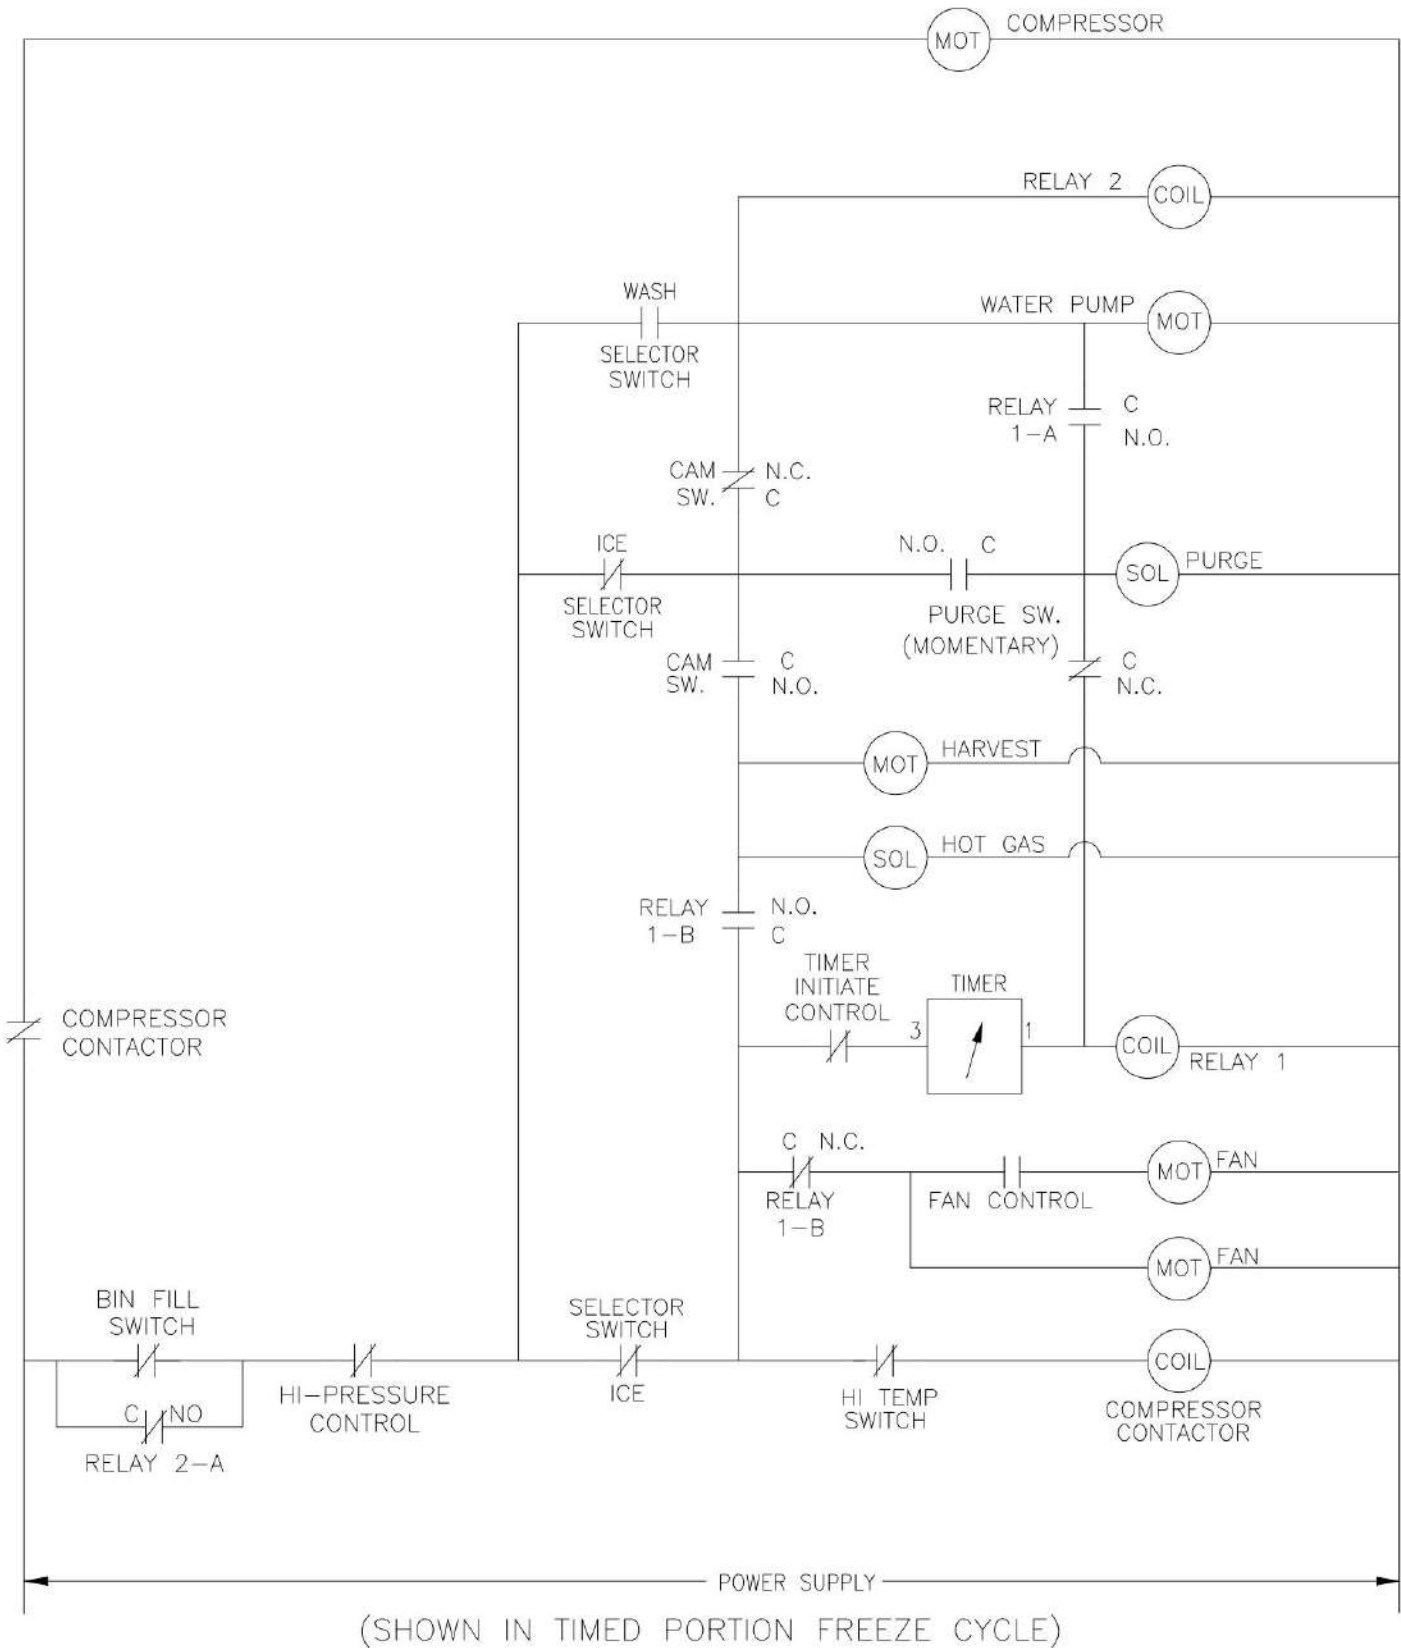 COMPRESSOR
MOT
RELAY 2
COIL
WASH
SELECTOR
SWITCH
WATER PUMP
MOT
RELAY
1-A
C
N.O.
CAM
SW.
N.C.
C
ICE
SELECTOR
SWITCH
N.O. C
PURGE SW.
(MOMENTARY)
SOL
PURGE
CAM
SW.
C
N.O.
C
N.C.
MOT
HARVEST
SOL
HOT GAS
RELAY
1-B
N.O.
C
TIMER
INITIATE
CONTROL
TIMER
3
1
COIL
RELAY 1
COMPRESSOR
CONTACTOR
C N.C.
RELAY
1-B
FAN CONTROL
MOT
FAN
MOT
FAN
BIN FILL
SWITCH
C NO
RELAY 2-A
HI-PRESSURE
CONTROL
SELECTOR
SWITCH
ICE
HI TEMP
SWITCH
COIL
COMPRESSOR
CONTACTOR
POWER SUPPLY
(SHOWN IN TIMED PORTION FREEZE CYCLE)